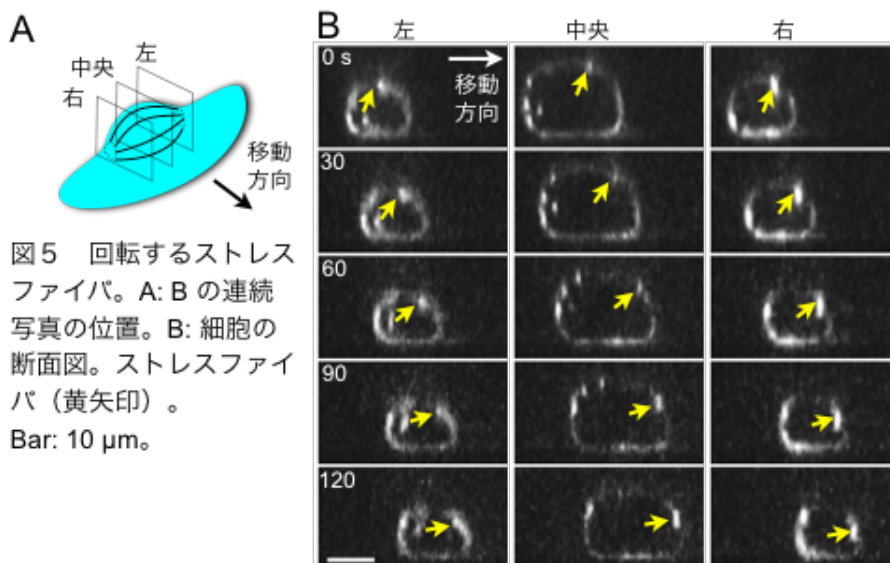 A
左
中央
右
移動
方向
図5 回転するストレス
ファイバ。A: B の連続
写真の位置。B: 細胞の
断面図。ストレスファイ
バ（黄矢印）。
Bar: 10 μm。
B
左 中央 右
0 s
移動
方向
30
60
90
120